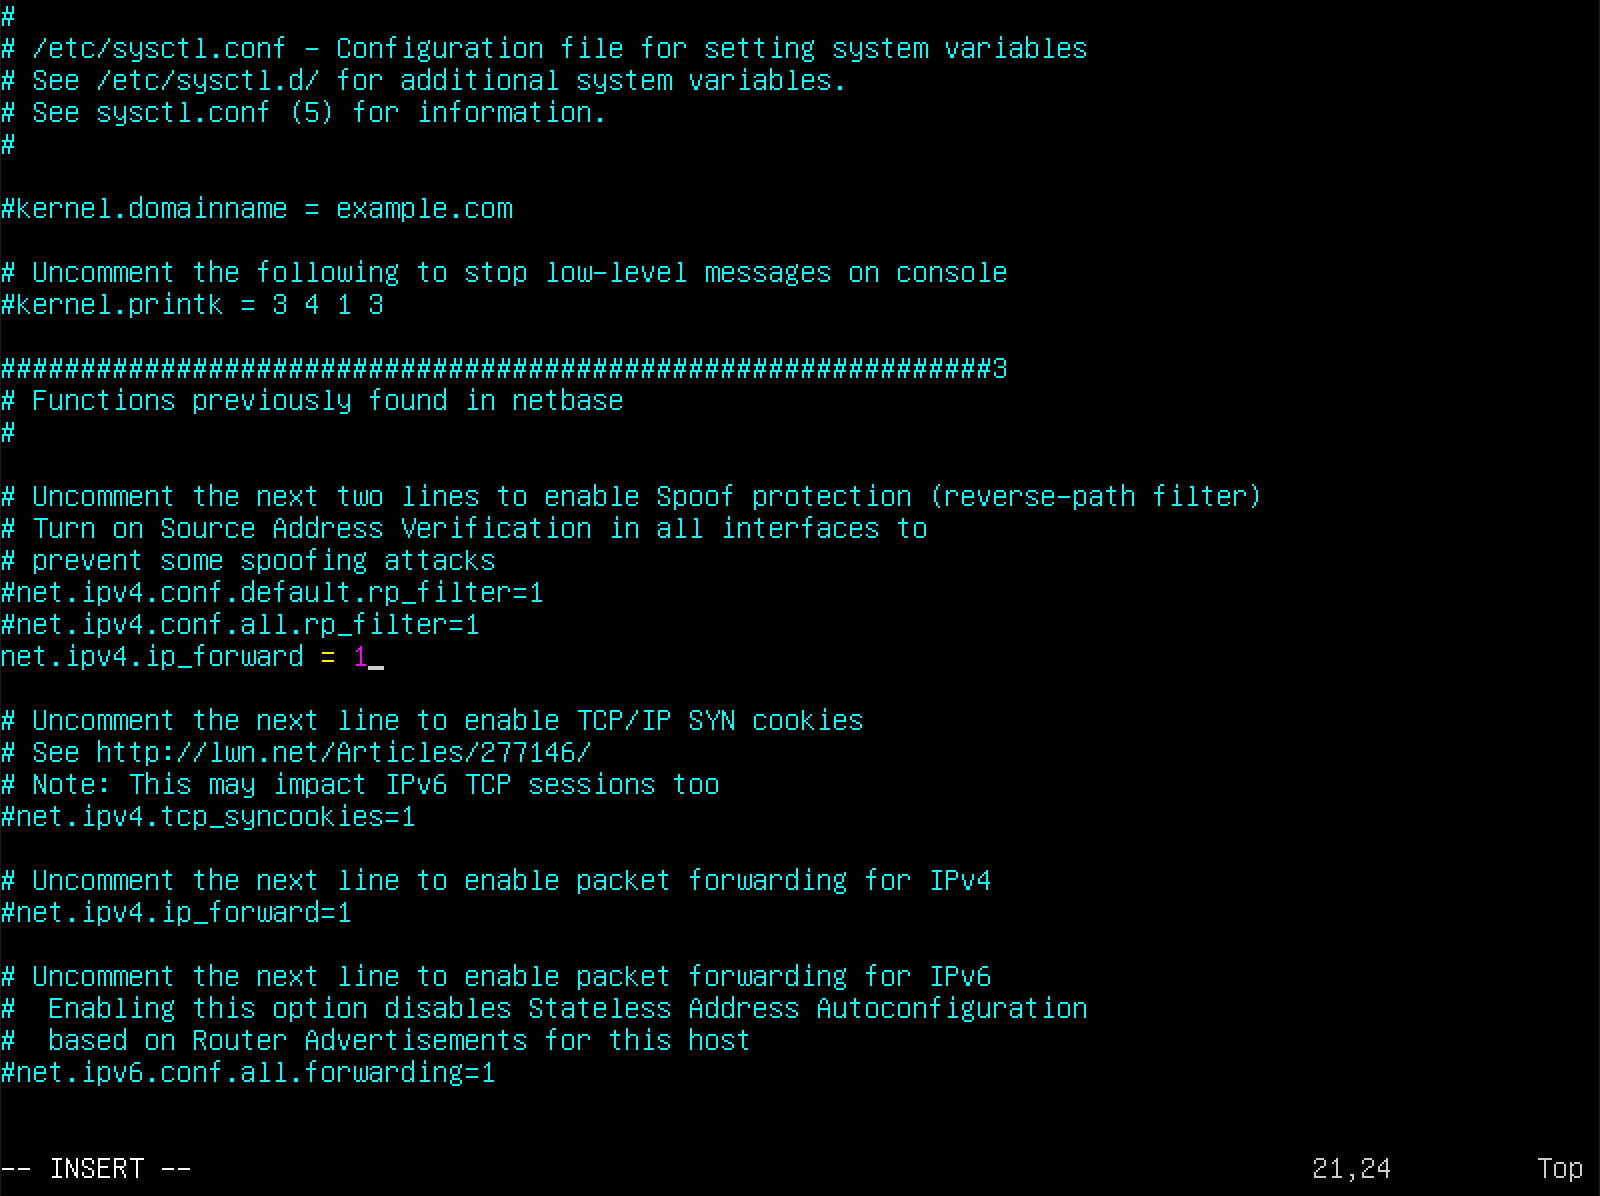 #
# /etc/sysctl.conf - Configuration file for setting system variables
# See /etc/sysctl.d/ for additional system variables.
# See sysctl.conf (5) for information.
#
#kernel.domainname = example.com
# Uncomment the following to stop low-level messages on console
#kernel.printk = 3 4 1 3
##############################################################3
# Functions previously found in netbase
#
# Uncomment the next two lines to enable Spoof protection (reverse-path filter)
# Turn on Source Address Verification in all interfaces to
# prevent some spoofing attacks
#net.ipv4.conf.default.rp_filter=1
#net.ipv4.conf.all.rp_filter=1
net.ipv4.ip_forward = 1
# Uncomment the next line to enable TCP/IP SYN cookies
# See http://lwn.net/Articles/277146/
# Note: This may impact IPv6 TCP sessions too
#net.ipv4.tcp_syncookies=1
# Uncomment the next line to enable packet forwarding for IPv4
#net.ipv4.ip_forward=1
# Uncomment the next line to enable packet forwarding for IPv6
#  Enabling this option disables Stateless Address Autoconfiguration
#  based on Router Advertisements for this host
#net.ipv6.conf.all.forwarding=1
-- INSERT -- 21,24 Top